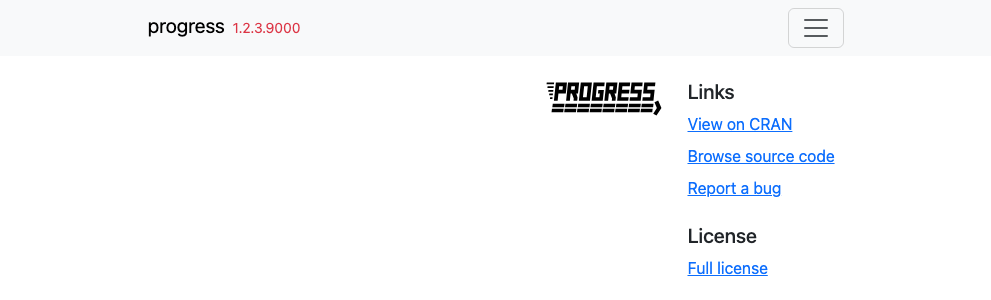 progress 1.2.3.9000
PROGRESS
Links
View on CRAN
Browse source code
Report a bug
License
Full license